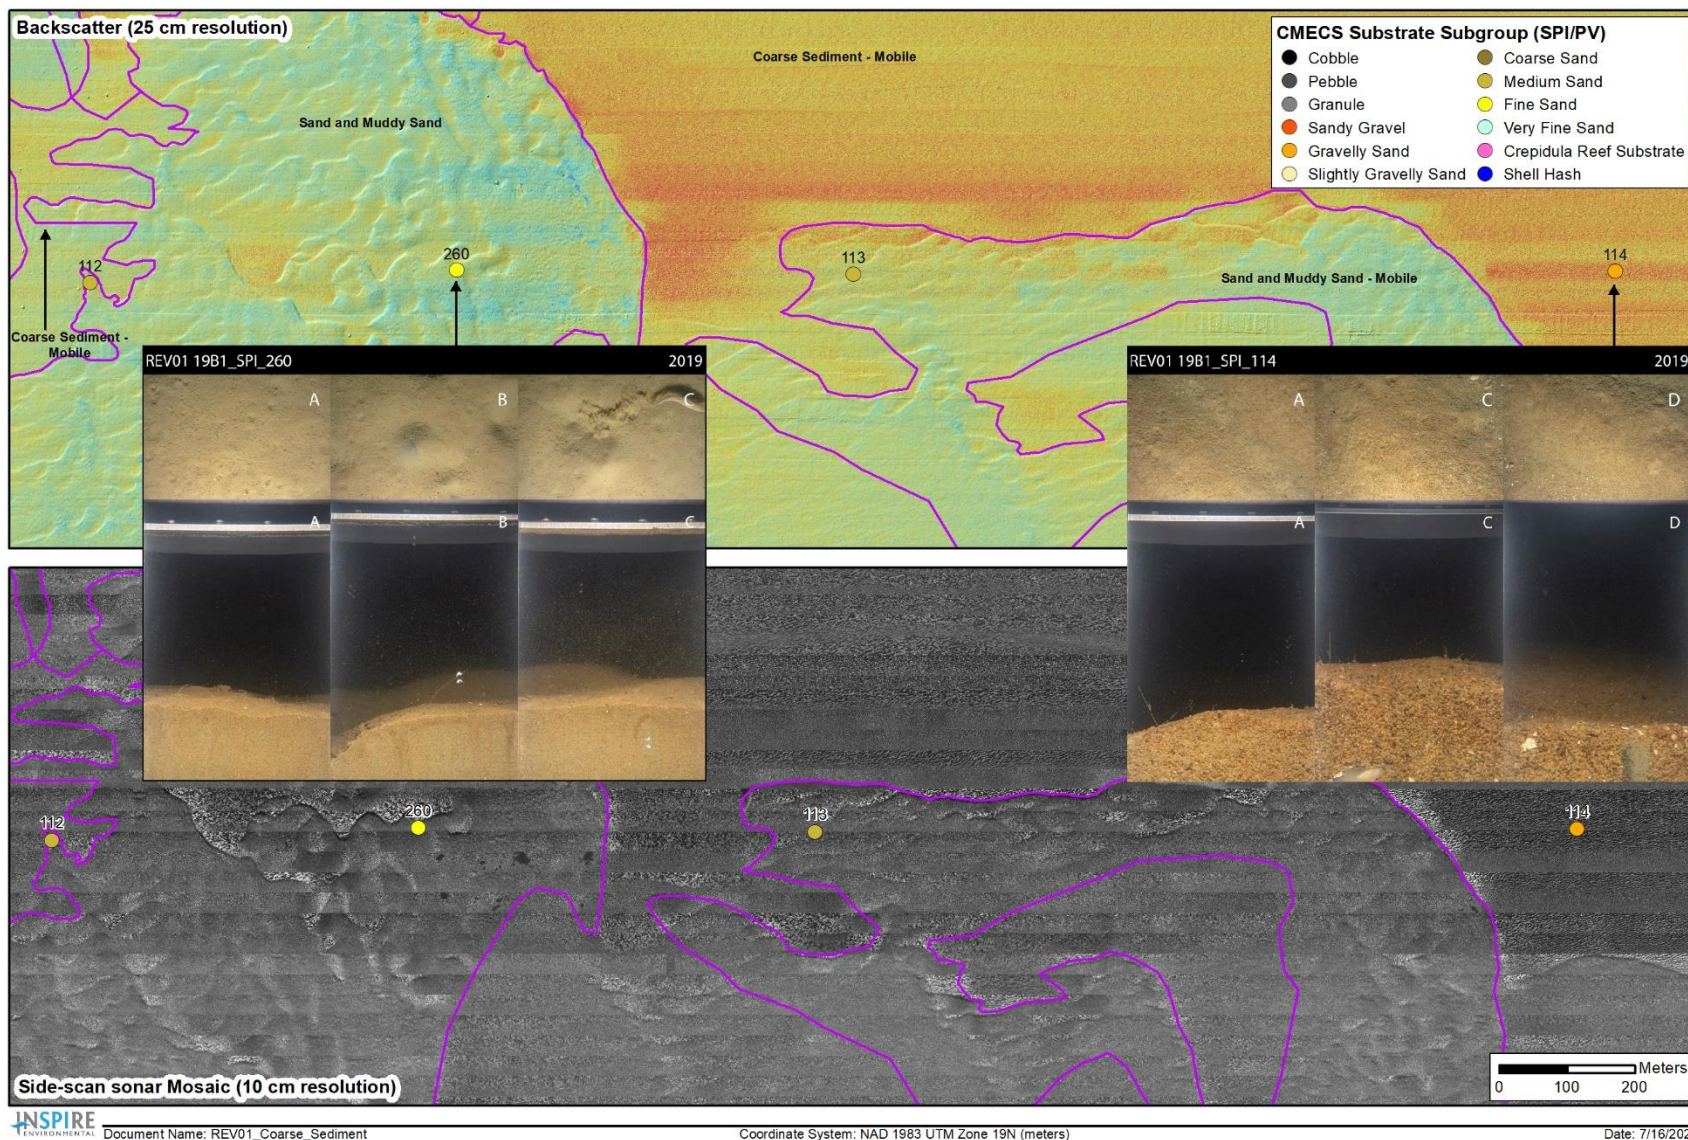 Backscatter (25 cm resolution)
Coarse Sediment - Mobile
CMECS Substrate Subgroup (SPI/PV)
Cobble
Pebble
Granule
Sandy Gravel
Gravelly Sand
Slightly Gravelly Sand
Coarse Sand
Medium Sand
Fine Sand
Very Fine Sand
Crepidula Reef Substrate
Shell Hash
Sand and Muddy Sand
112
260
113
114
Sand and Muddy Sand - Mobile
Coarse Sediment -
Mobile
REV01 19B1_SPI_260 2019
A B C
A B C
REV01 19B1_SPI_114 2019
A C D
A C D
112
260
113
114
Side-scan sonar Mosaic (10 cm resolution)
Meters
0 100 200
INSPIRE
ENVIRONMENTAL
Document Name: REV01_Coarse_Sediment
Coordinate System: NAD 1983 UTM Zone 19N (meters)
Date: 7/16/202